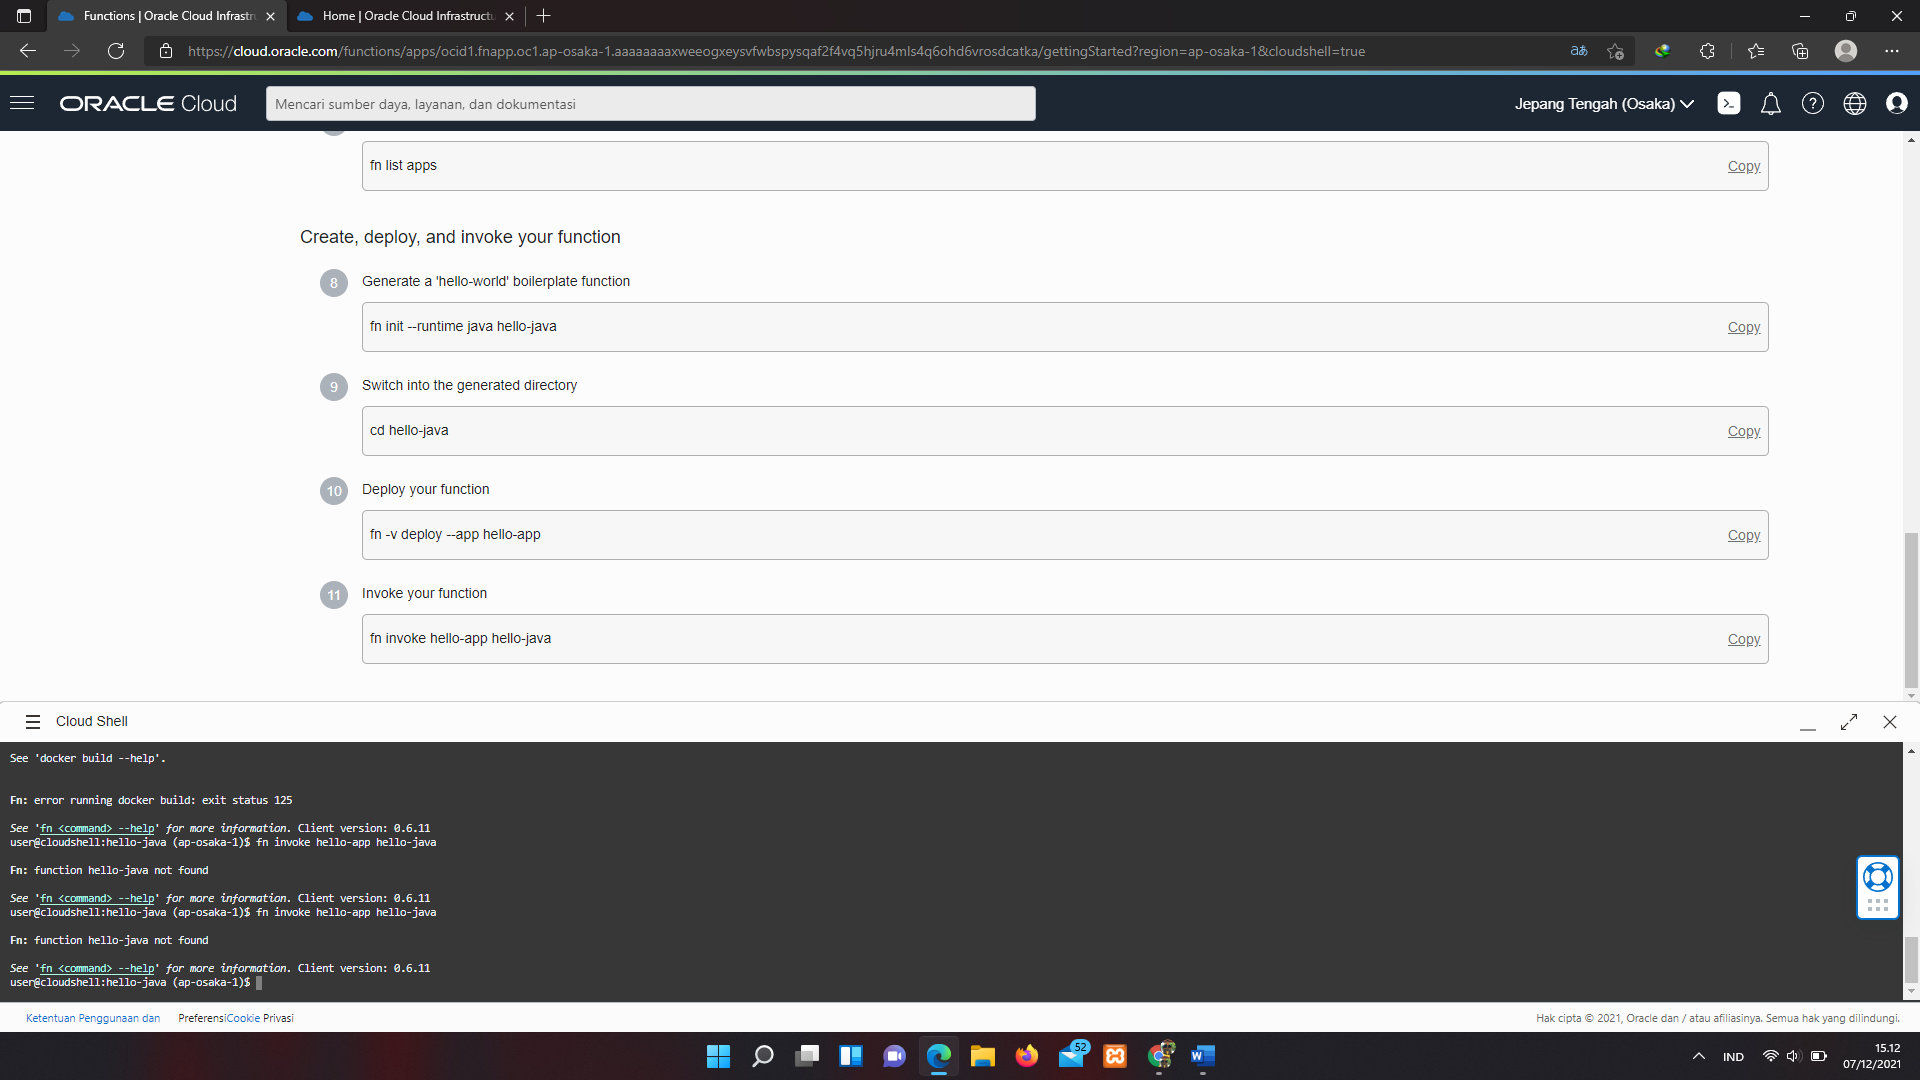 Functions | Oracle Cloud Infrastr
Home | Oracle Cloud Infrastructu
https://cloud.oracle.com/functions/apps/ocid1.fnapp.oc1.ap-osaka-1.aaaaaaaaxweeogxeysvfwbspysqaf2f4vq5hjru4mls4q6ohd6vrosdcatka/gettingStarted?region=ap-osaka-1&cloudshell=true
ORACLE Cloud
Mencari sumber daya, layanan, dan dokumentasi
Jepang Tengah (Osaka)
fn list apps
Copy
Create, deploy, and invoke your function
8 Generate a 'hello-world' boilerplate function
fn init --runtime java hello-java
Copy
9 Switch into the generated directory
cd hello-java
Copy
10 Deploy your function
fn -v deploy --app hello-app
Copy
11 Invoke your function
fn invoke hello-app hello-java
Copy
Cloud Shell
See 'docker build --help'.
Fn: error running docker build: exit status 125
See 'fn <command> --help' for more information. Client version: 0.6.11
user@cloudshell:hello-java (ap-osaka-1)$ fn invoke hello-app hello-java
Fn: function hello-java not found
See 'fn <command> --help' for more information. Client version: 0.6.11
user@cloudshell:hello-java (ap-osaka-1)$ fn invoke hello-app hello-java
Fn: function hello-java not found
See 'fn <command> --help' for more information. Client version: 0.6.11
user@cloudshell:hello-java (ap-osaka-1)$
Ketentuan Penggunaan dan PreferensiCookie Privasi
Hak cipta © 2021, Oracle dan / atau afiliasinya. Semua hak yang dilindungi.
52
IND
15.12
07/12/2021